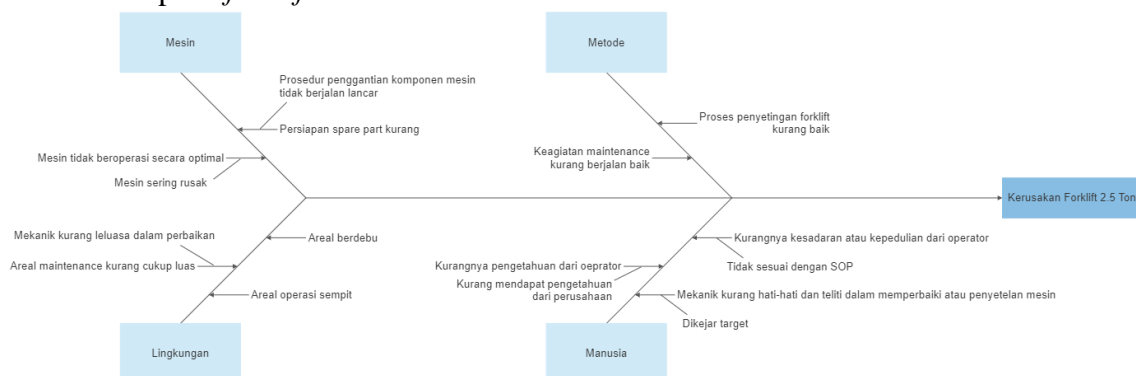 Mesin
Metode
Prosedur penggantian komponen mesin
tidak berjalan lancar
Persiapan spare part kurang
Mesin tidak beroperasi secara optimal
Mesin sering rusak
Proses penyetingan forklift
kurang baik
Keagiatan maintenance
kurang berjalan baik
Kerusakan Forklift 2.5 Ton
Mekanik kurang leluasa dalam perbaikan
Areal berdebu
Areal maintenance kurang cukup luas
Areal operasi sempit
Kurangnya kesadaran atau kepedulian dari operator
Tidak sesuai dengan SOP
Kurangnya pengetahuan dari oeprator
Kurang mendapat pengetahuan
dari perusahaan
Mekanik kurang hati-hati dan teliti dalam memperbaiki atau penyetelan mesin
Dikejar target
Lingkungan
Manusia